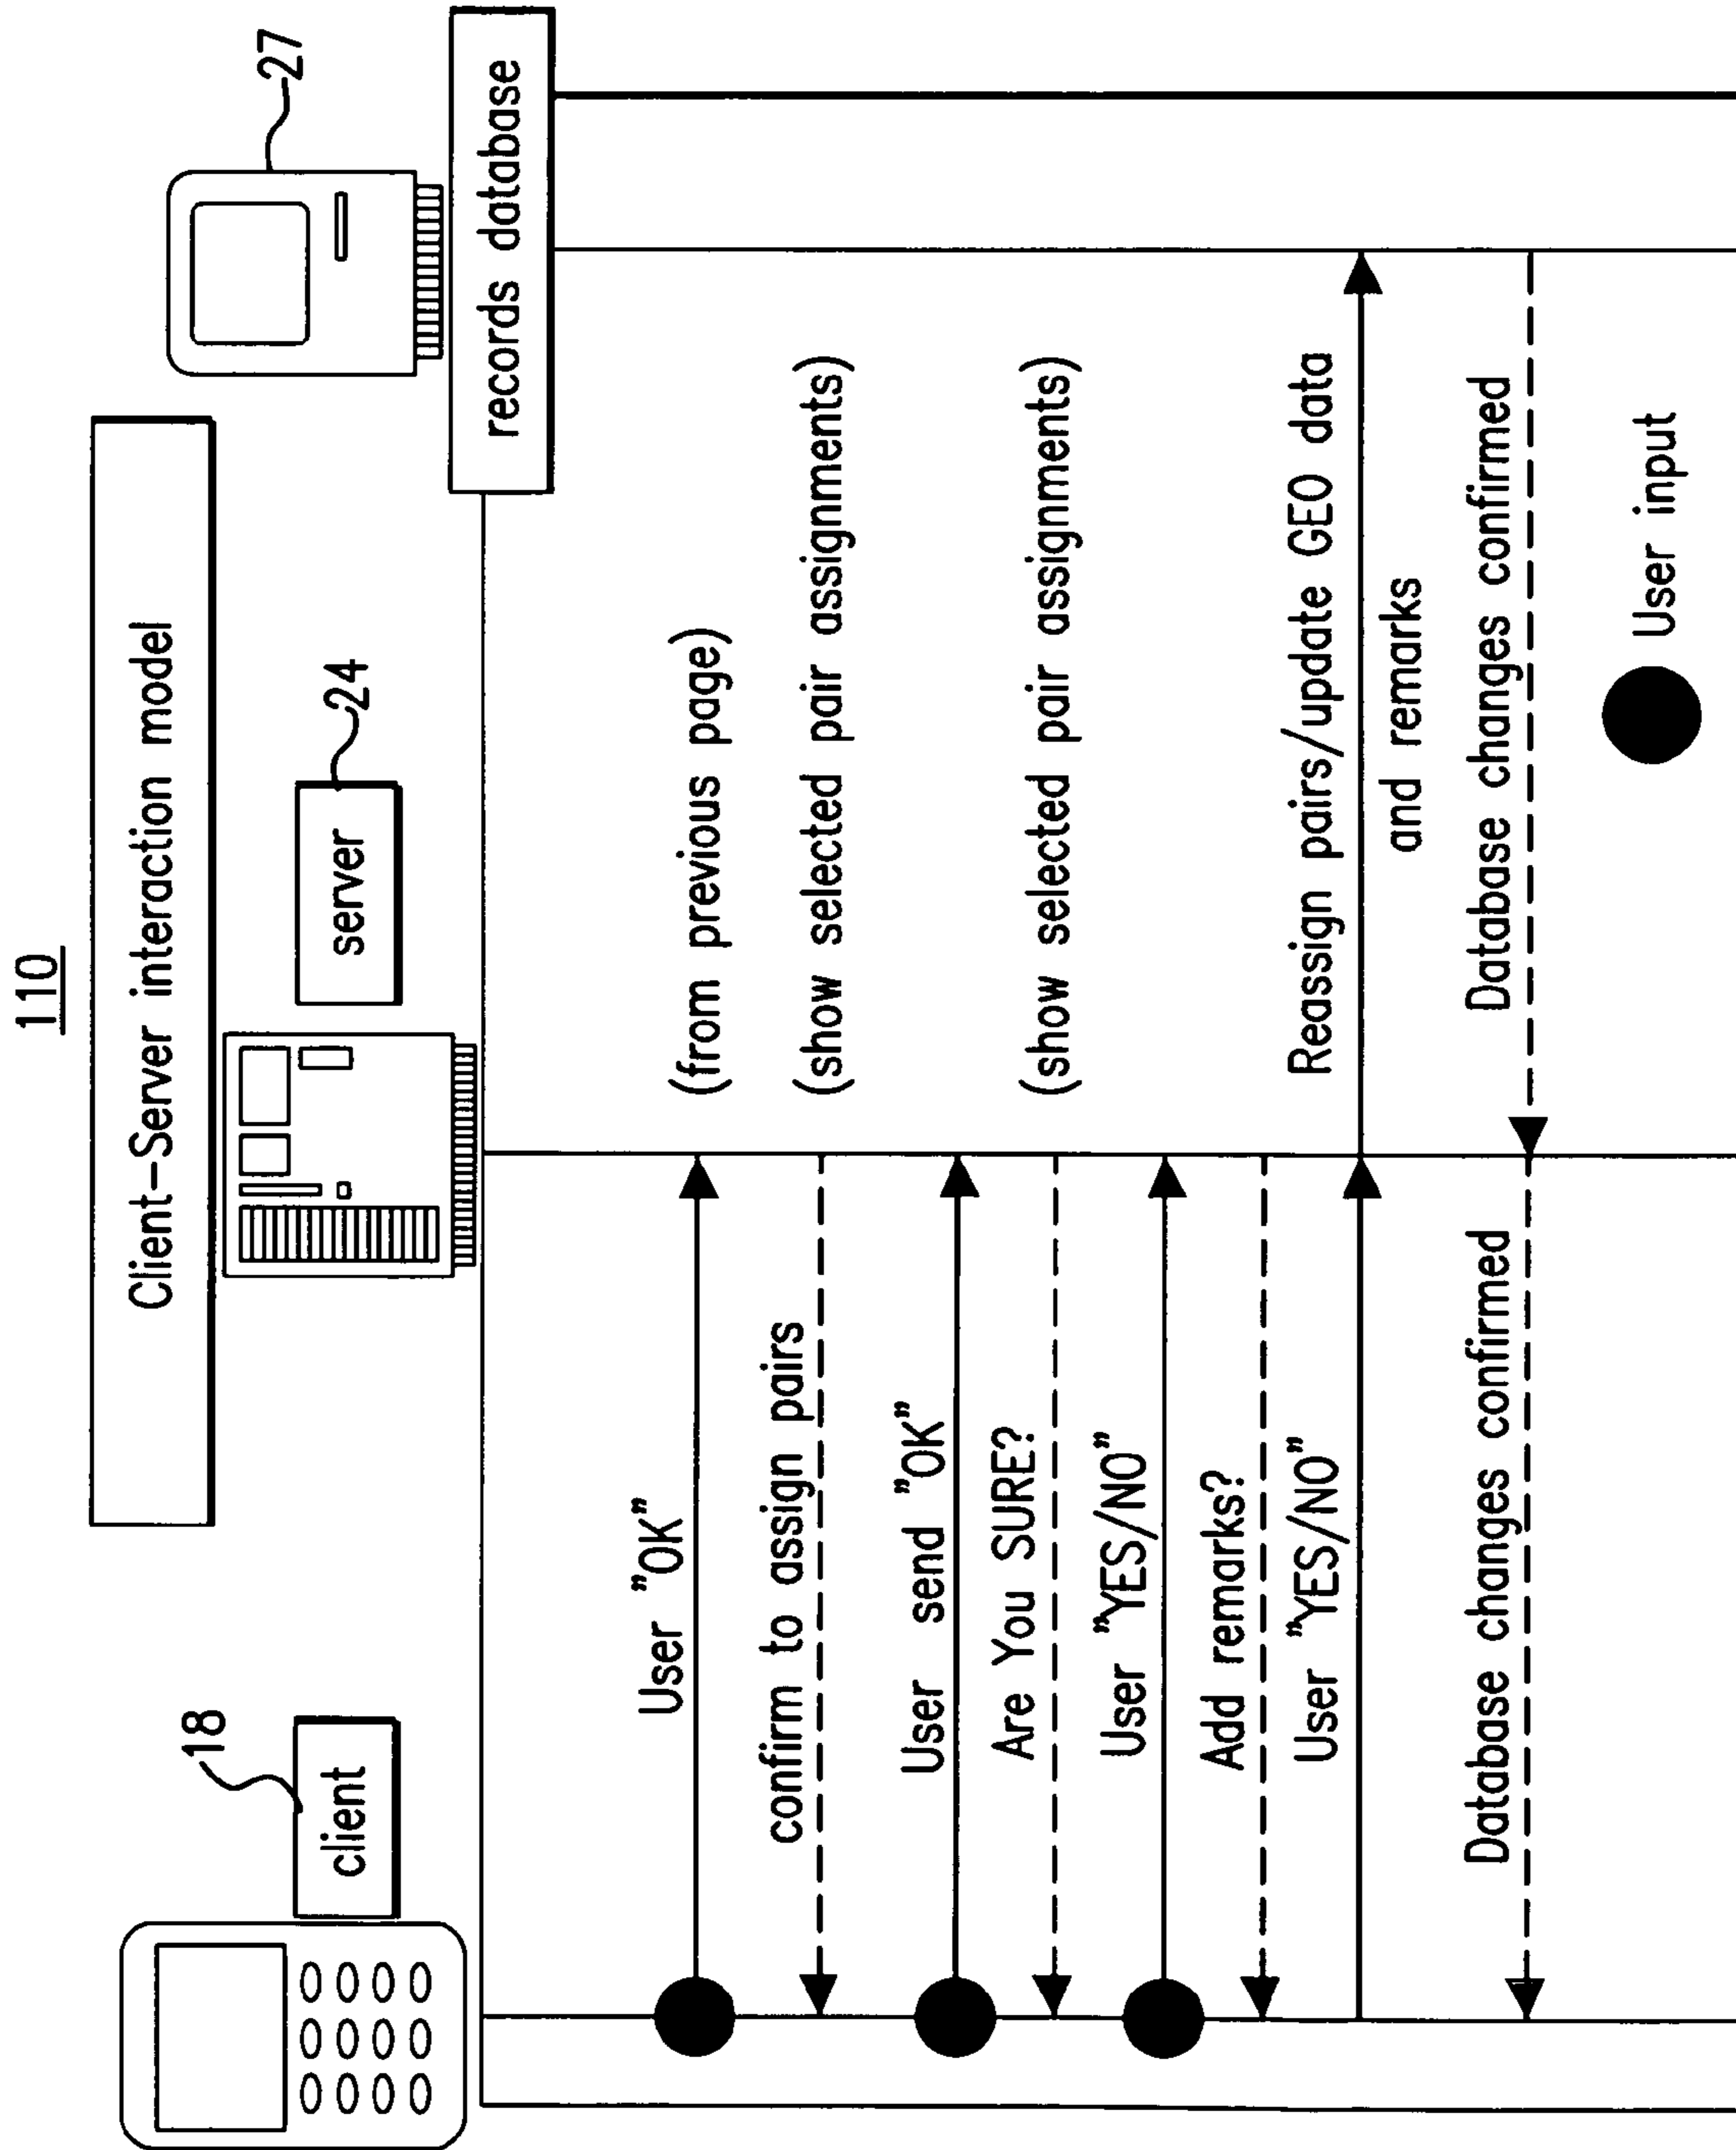 110
Client-Server interaction model
18
client
server
24
27
records database
User "OK"
(from previous page)
confirm to assign pairs
(show selected pair assignments)
User send "OK"
Are You SURE?
(show selected pair assignments)
User "YES/NO"
Add remarks?
User "YES/NO"
Reassign pairs/update GEO data
and remarks
Database changes confirmed
Database changes confirmed
User input